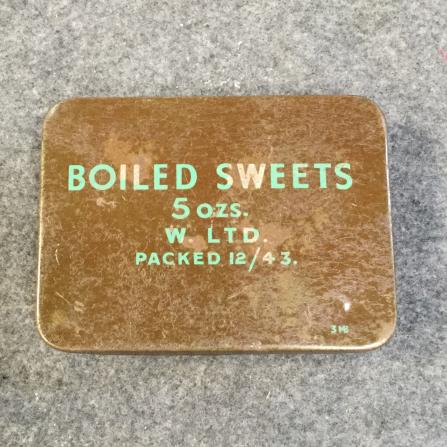 BOILED SWEETS
5 ozs.
W. LTD.
PACKED 12/43.